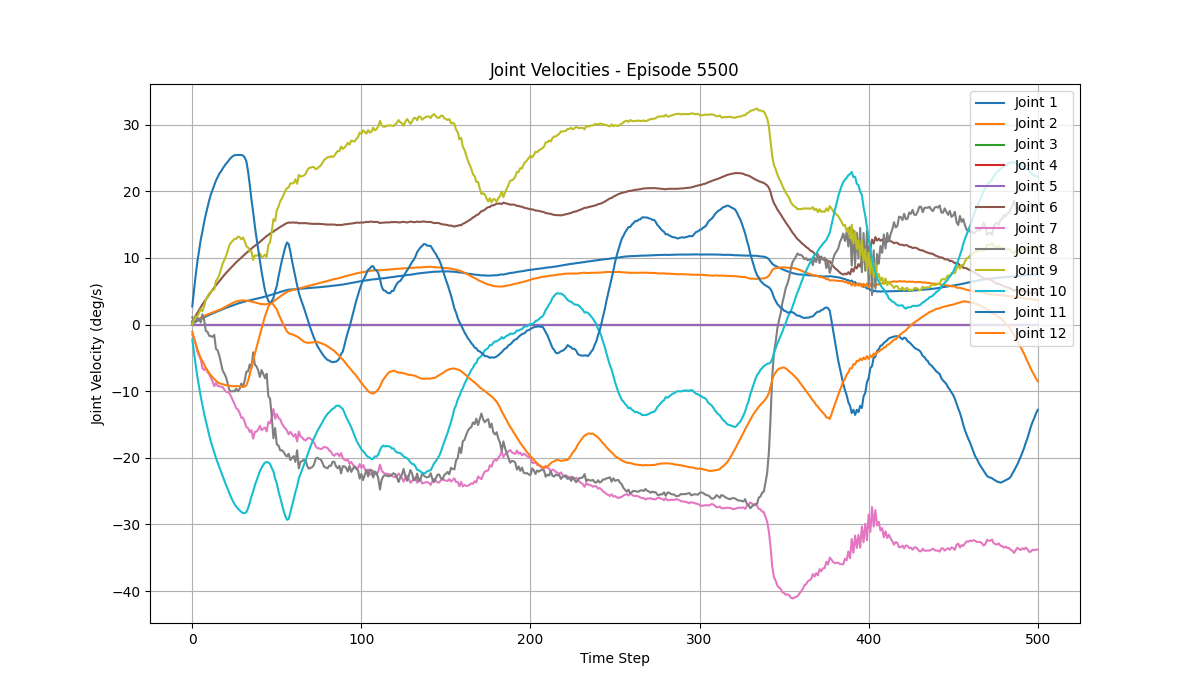 Joint Velocities - Episode 5500
Joint Velocity (deg/s)
30
20
10
0
−10
−20
−30
−40
0 100 200 300 400 500
Time Step
Joint 1
Joint 2
Joint 3
Joint 4
Joint 5
Joint 6
Joint 7
Joint 8
Joint 9
Joint 10
Joint 11
Joint 12